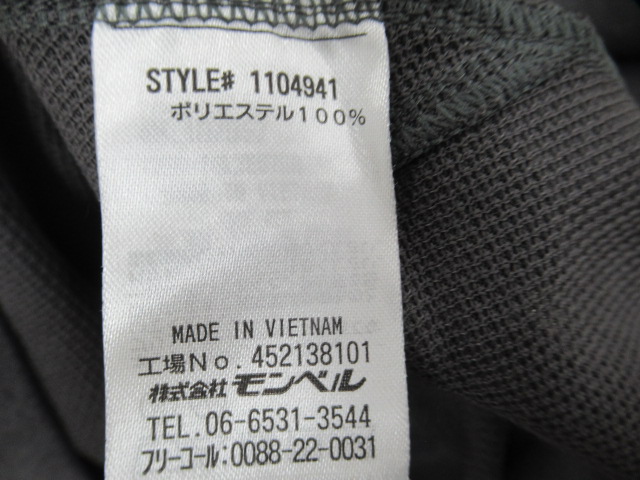 STYLE# 1104941
ポリエステル100%
MADE IN VIETNAM
工場No. 452138101
株式会社モンベル
TEL.06-6531-3544
フリーコール:0088-22-0031